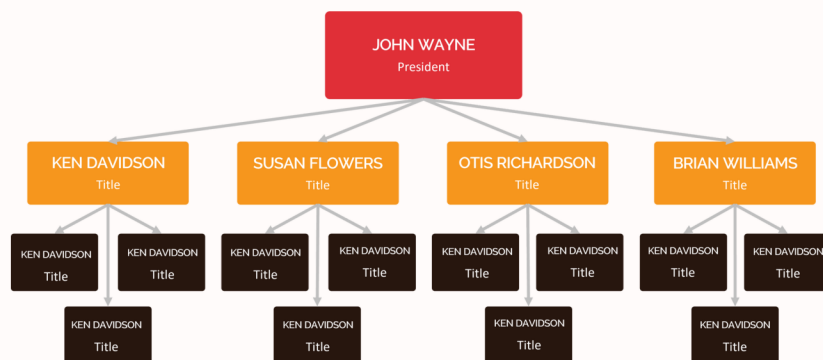 JOHN WAYNE
President
KEN DAVIDSON
Title
SUSAN FLOWERS
Title
OTIS RICHARDSON
Title
BRIAN WILLIAMS
Title
KEN DAVIDSON
Title
KEN DAVIDSON
Title
KEN DAVIDSON
Title
KEN DAVIDSON
Title
KEN DAVIDSON
Title
KEN DAVIDSON
Title
KEN DAVIDSON
Title
KEN DAVIDSON
Title
KEN DAVIDSON
Title
KEN DAVIDSON
Title
KEN DAVIDSON
Title
KEN DAVIDSON
Title